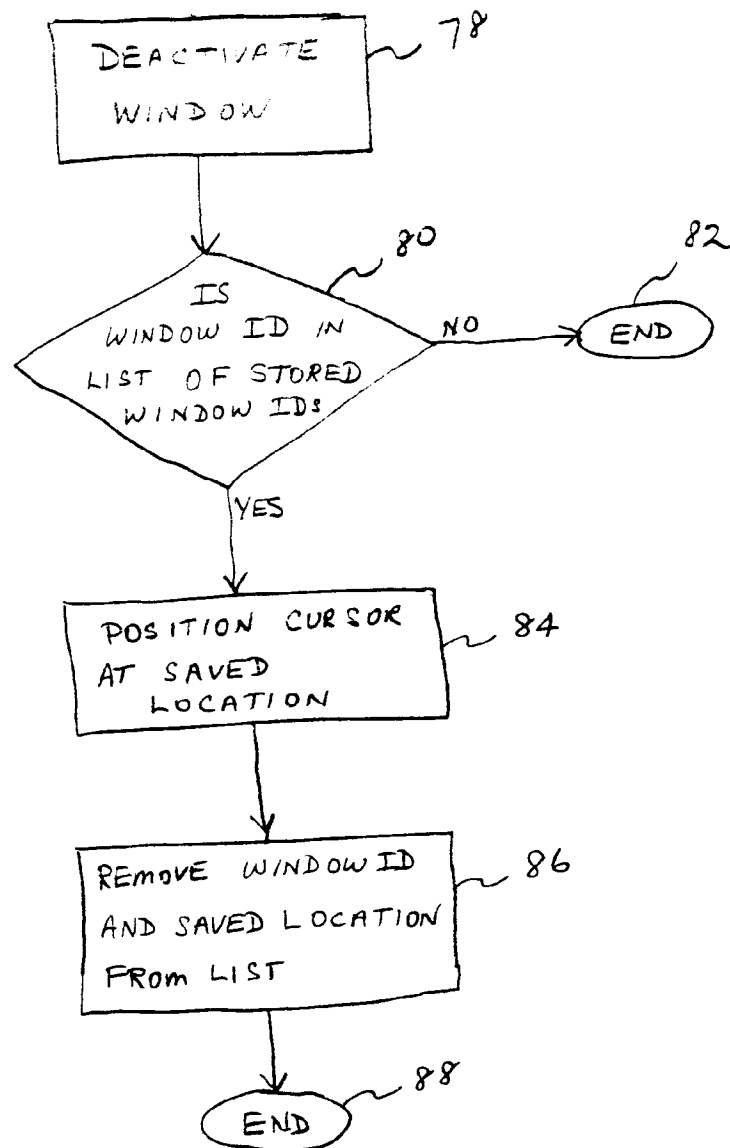 DEACTIVATE
WINDOW
78
IS
WINDOW ID IN
LIST OF STORED
WINDOW IDs
80
NO
82
END
YES
POSITION CURSOR
AT SAVED
LOCATION
84
REMOVE WINDOW ID
AND SAVED LOCATION
FROM LIST
86
END
88